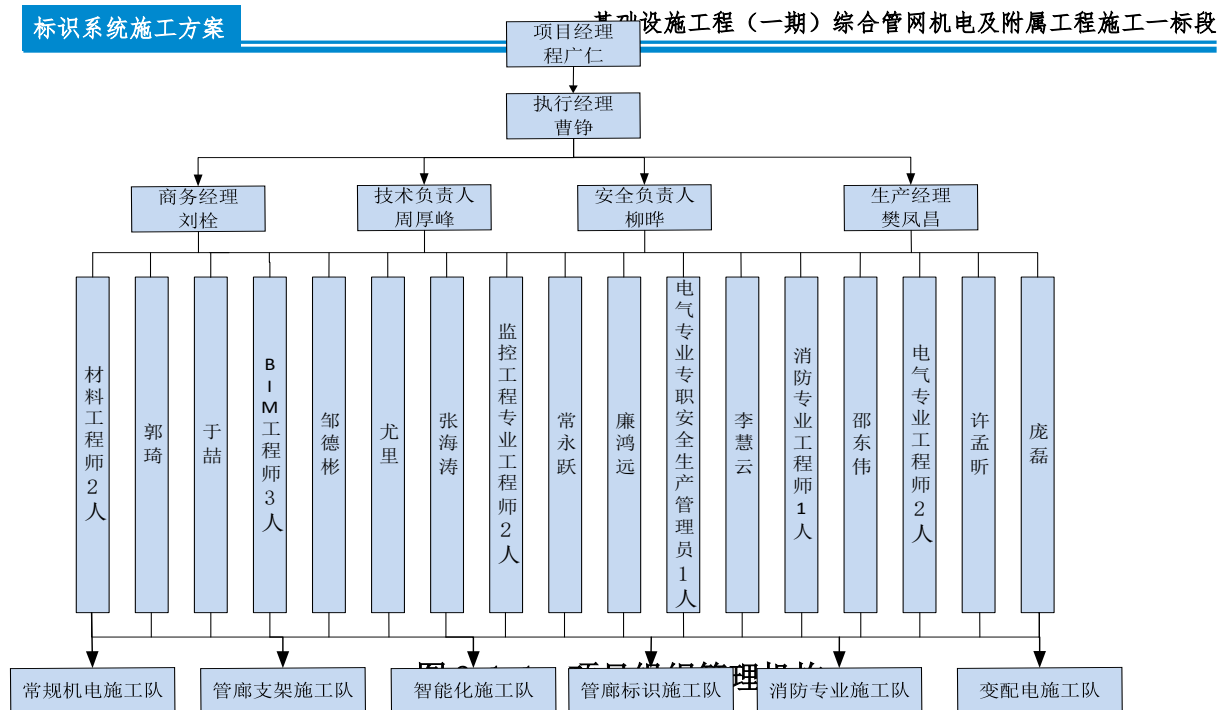 标识系统施工方案
基础设施工程（一期）综合管网机电及附属工程施工一标段
项目经理
程广仁
执行经理
曹铮
商务经理
刘栓
技术负责人
周厚峰
安全负责人
柳晔
生产经理
樊凤昌
材料工程师2人
郭琦
于喆
BIM工程师3人
邹德彬
尤里
张海涛
监控工程专业工程师2人
常永跃
廉鸿远
电气专业专职安全生产管理员1人
李慧云
消防专业工程师1人
邵东伟
电气专业工程师2人
许孟昕
庞磊
常规机电施工队
管廊支架施工队
智能化施工队
管廊标识施工队
消防专业施工队
变配电施工队